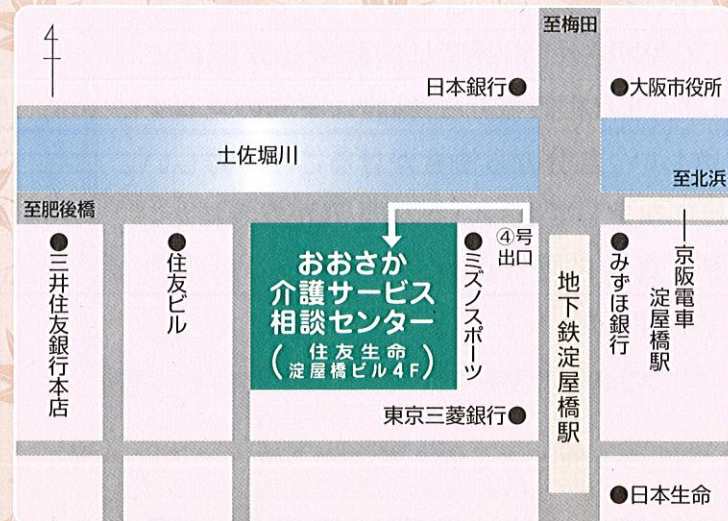 4
至梅田
日本銀行
大阪市役所
土佐堀川
至北浜
至肥後橋
④号
出口
おおさか
介護サービス
相談センター
(住友生命
淀屋橋ビル4F)
三井住友銀行本店
住友ビル
ミズノスポーツ
地下鉄淀屋橋駅
みずほ銀行
京阪電車
淀屋橋駅
東京三菱銀行
日本生命